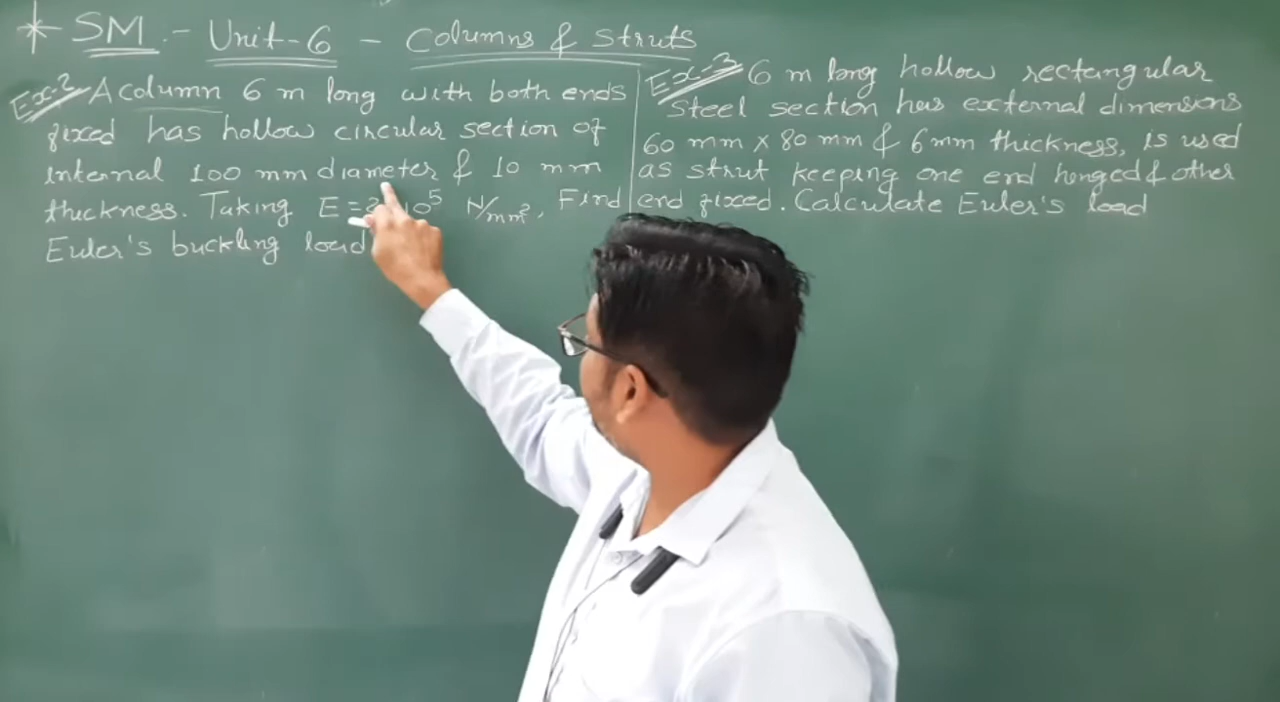 * SM - Unit-6 - Columns & Struts
Ex-2 A column 6 m long with both ends
fixed has hollow circular section of
internal 100 mm diameter & 10 mm
thickness. Taking E = 10⁵ N/mm². Find
Euler's buckling load
Ex-3 6 m long hollow rectangular
steel section has external dimensions
60 mm x 80 mm & 6 mm thickness, is used
as strut keeping one end hinged & other
end fixed. Calculate Euler's load